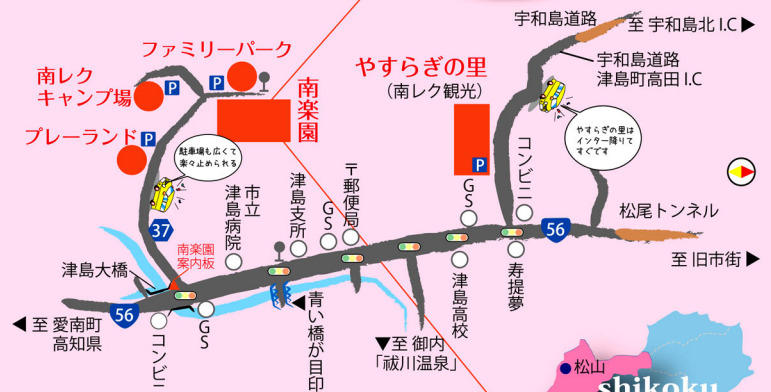 宇和島道路
至 宇和島北 I.C ▶
ファミリーパーク
P
南レク
キャンプ場
P
プレーランド
P
南楽園
やすらぎの里
(南レク観光)
P
宇和島道路
津島町高田 I.C
駐車場も広くて
楽々止められる
やすらぎの里は
インター降りて
すぐです
コンビニ
GS
〒郵便局
GS
津島支所
市立
津島病院
37
56
松尾トンネル
至 旧市街 ▶
南楽園
案内板
津島大橋
56
◀ 至 愛南町
高知県
コンビニ
GS
◀青い橋が目印
▼至 御内
「祓川温泉」
津島高校
寿提夢
松山
shikoku